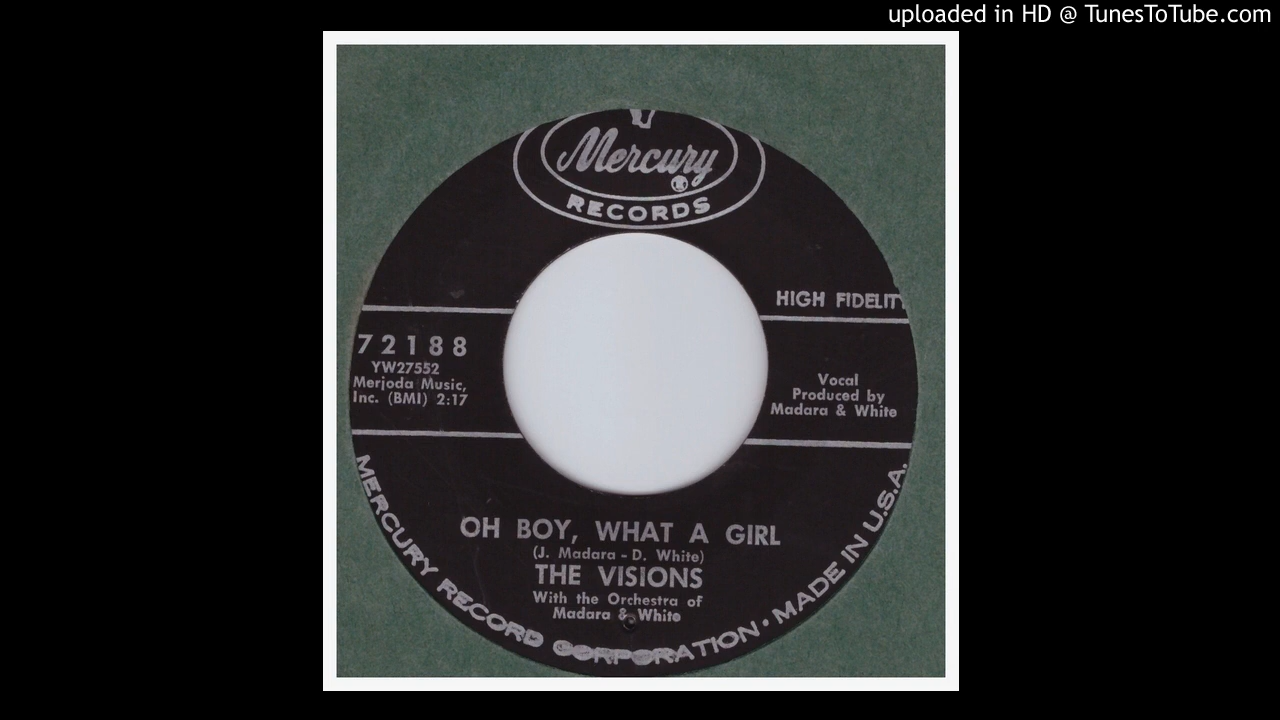 uploaded in HD @ TunesToTube.com
Mercury
RECORDS
HIGH FIDELITY
72188
YW27552
Merjoda Music,
Inc. (BMI) 2:17
Vocal
Produced by
Madara & White
OH BOY, WHAT A GIRL
(J. Madara - D. White)
THE VISIONS
With the Orchestra of
Madara & White
MERCURY RECORD CORPORATION • MADE IN U.S.A.